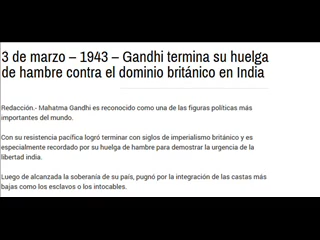 3 de marzo – 1943 – Gandhi termina su huelga
de hambre contra el dominio británico en India
Redacción.- Mahatma Gandhi es reconocido como una de las figuras políticas más
importantes del mundo.
Con su resistencia pacífica logró terminar con siglos de imperialismo británico y es
especialmente recordado por su huelga de hambre para demostrar la urgencia de la
libertad india.
Luego de alcanzada la soberanía de su país, pugnó por la integración de las castas más
bajas como los esclavos o los intocables.